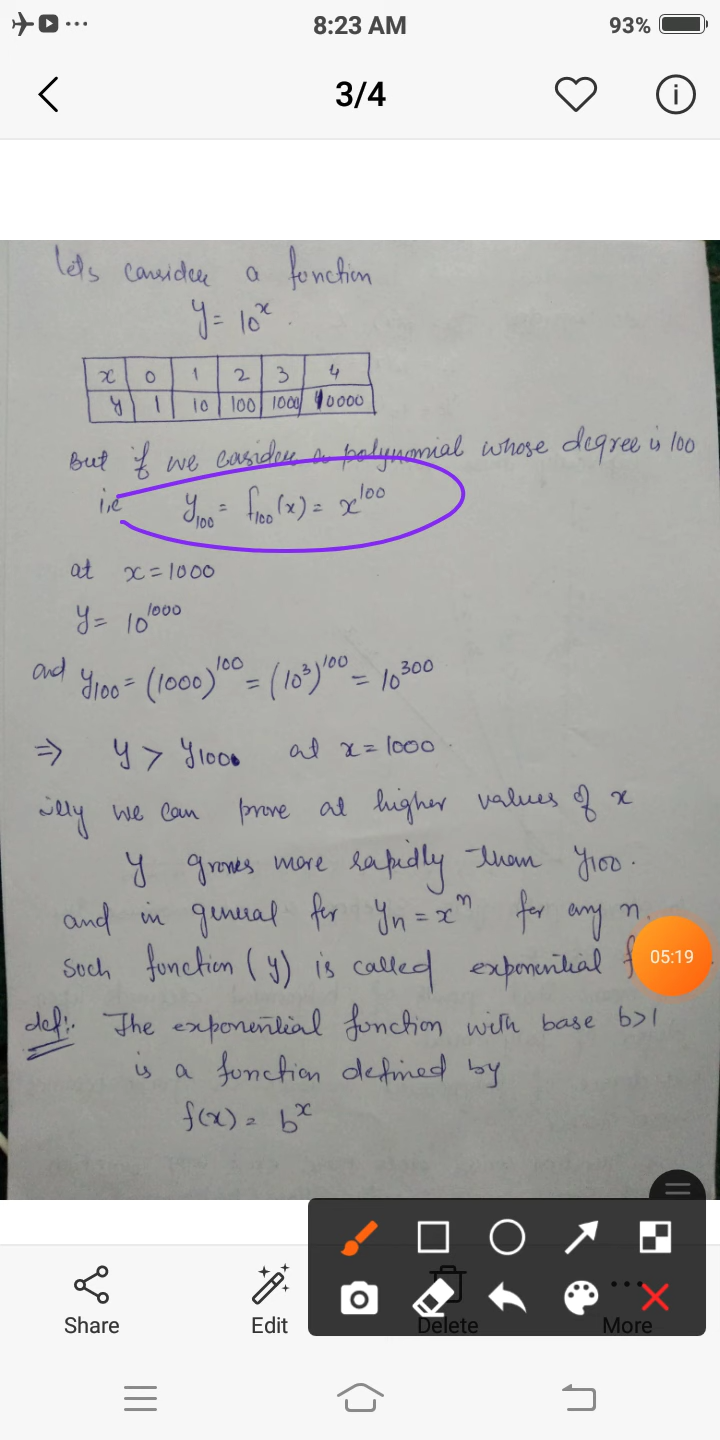 8:23 AM
93%
3/4
lets consider a function
y = 10^x.
x 0 1 2 3 4
y 1 10 100 1000 10000
But if we casider a polynomial whose degree is 100
i,e y_100 = f_100(x) = x^100
at x = 1000
y = 10^1000
and y_100 = (1000)^100 = (10^3)^100 = 10^300
⇒ y > y_100 at x = 1000.
illy we can prove at higher values of x
y grows more rapidly than y_100.
and in general for y_n = x^n for any n.
Such function (y) is called exponential
05:19
def:. The exponential function with base b>1
is a function defined by
f(x) = b^x
Share
Edit
Delete
More